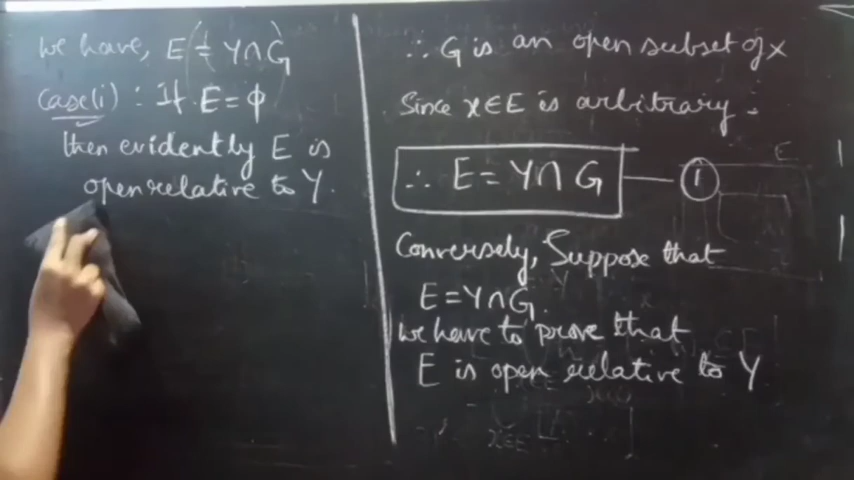 We have, E = Y∩G
Case(i) : If E = φ
then evidently E is
open relative to Y.
∴ G is an open subset of x
Since x∈E is arbitrary.
∴ E = Y∩G — ①
Conversely, Suppose that
E = Y∩G.
We have to prove that
E is open relative to Y